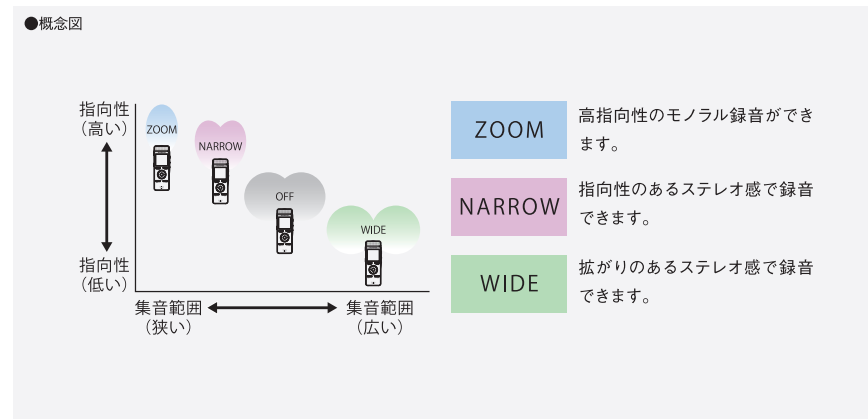 ●概念図
指向性
（高い）
ZOOM
NARROW
OFF
WIDE
指向性
（低い）
集音範囲
（狭い）
集音範囲
（広い）
ZOOM
高指向性のモノラル録音ができ
ます。
NARROW
指向性のあるステレオ感で録音
できます。
WIDE
拡がりのあるステレオ感で録音
できます。